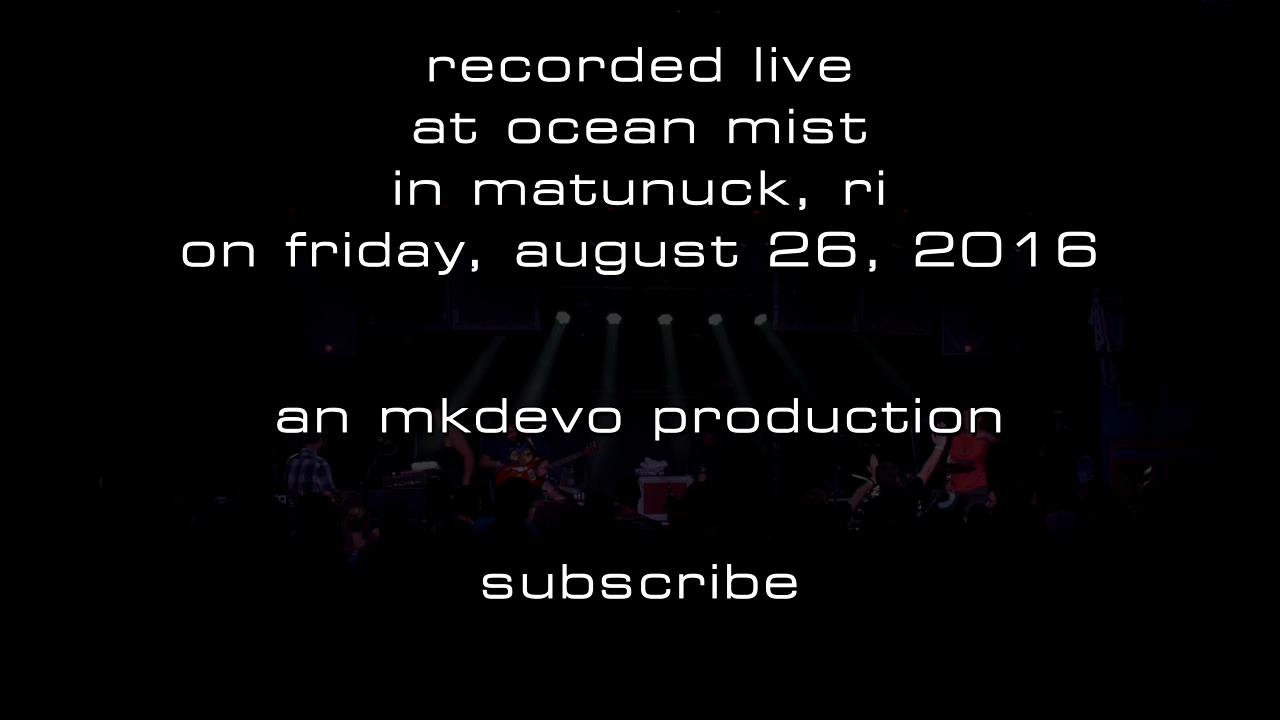 recorded live
at ocean mist
in matunuck, ri
on friday, august 26, 2016
an mkdevo production
subscribe